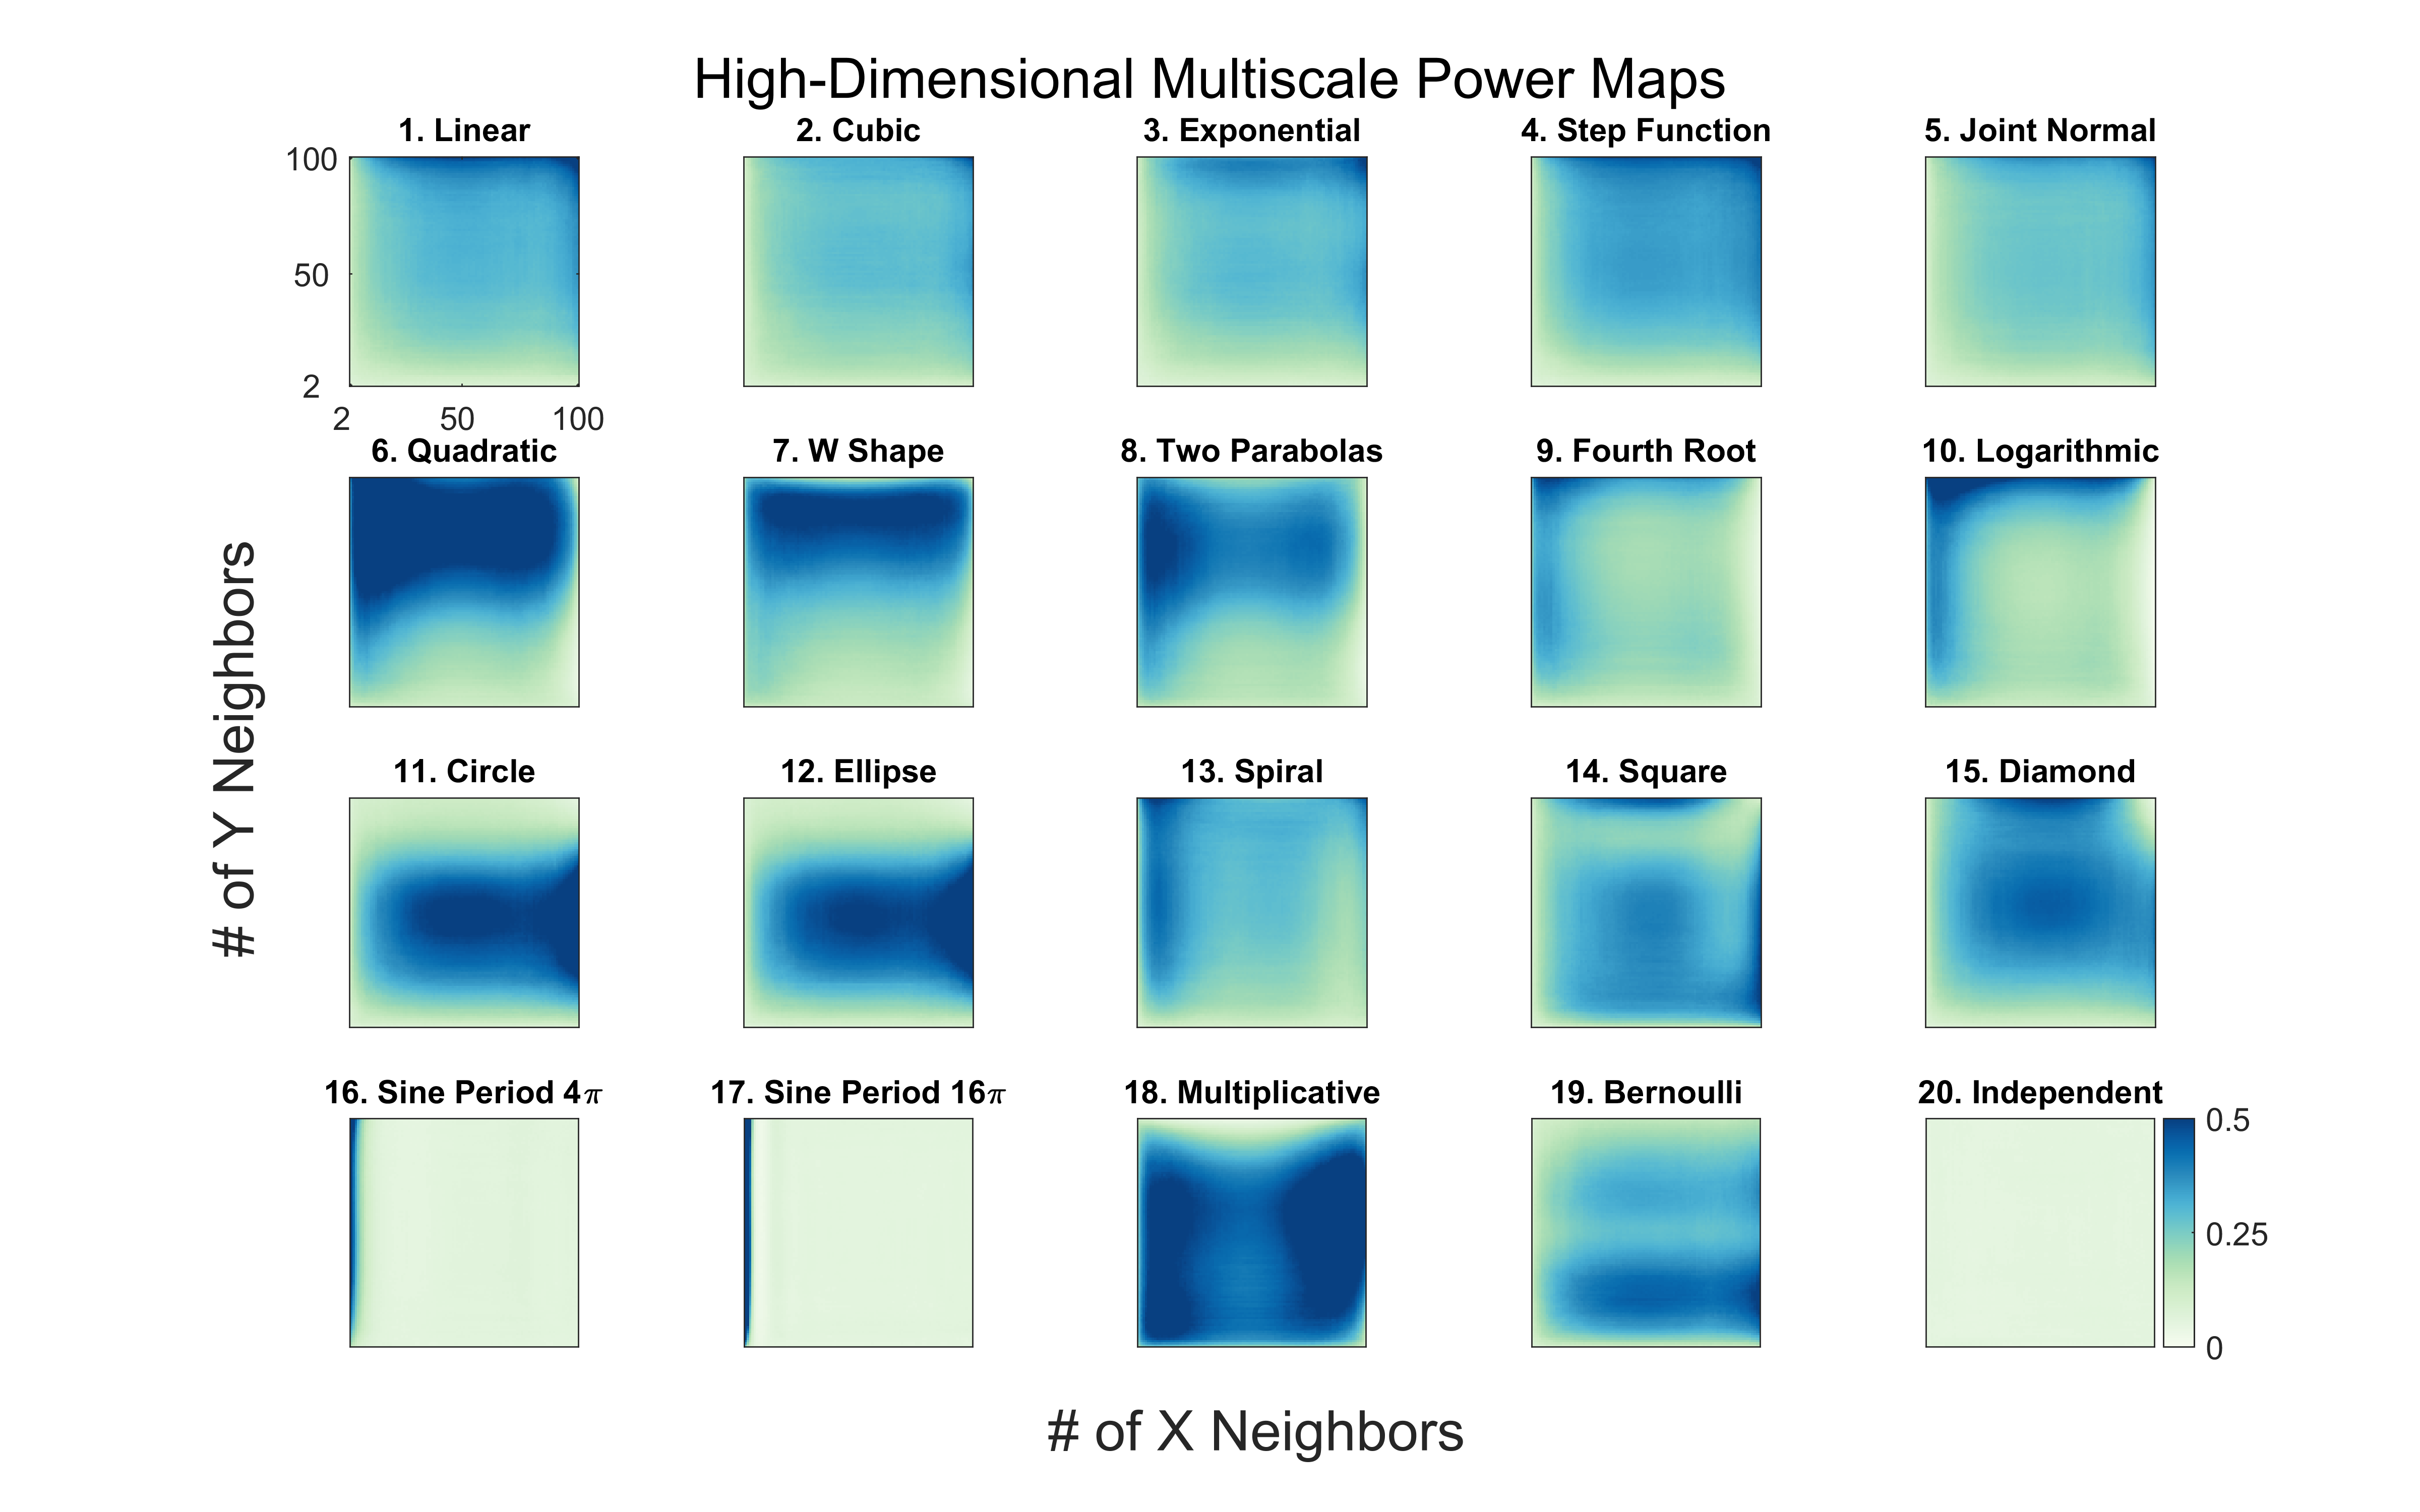 High-Dimensional Multiscale Power Maps
1. Linear
2. Cubic
3. Exponential
4. Step Function
5. Joint Normal
100
50
2
2
50
100
6. Quadratic
7. W Shape
8. Two Parabolas
9. Fourth Root
10. Logarithmic
# of Y Neighbors
11. Circle
12. Ellipse
13. Spiral
14. Square
15. Diamond
16. Sine Period 4π
17. Sine Period 16π
18. Multiplicative
19. Bernoulli
20. Independent
0.5
0.25
0
# of X Neighbors